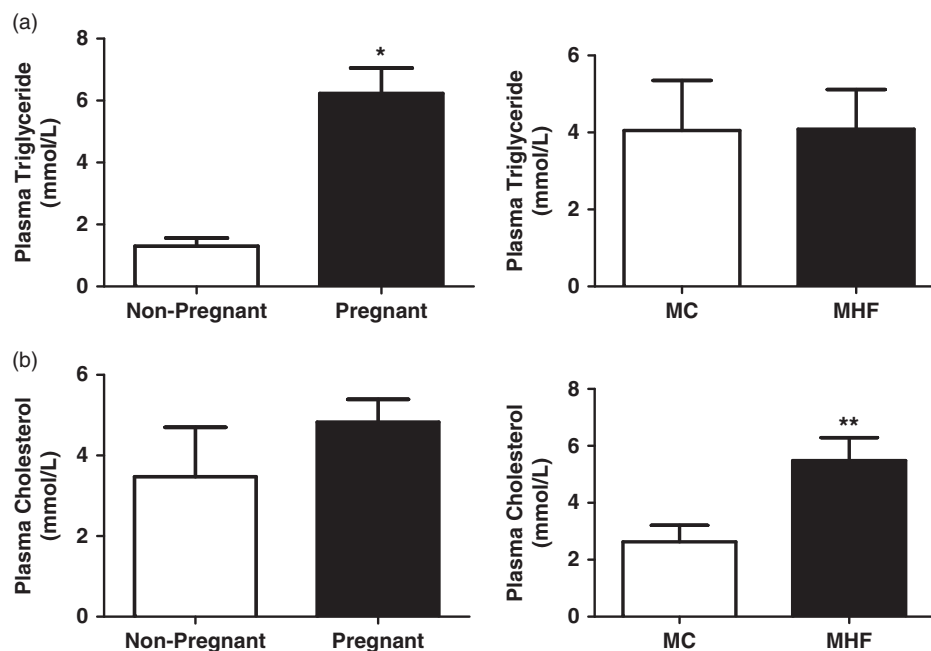 (a)
Plasma Triglyceride
(mmol/L)
8
6
4
2
0
*
Non-Pregnant Pregnant
Plasma Triglyceride
(mmol/L)
6
4
2
0
MC MHF
(b)
Plasma Cholesterol
(mmol/L)
6
4
2
0
Non-Pregnant Pregnant
Plasma Cholesterol
(mmol/L)
8
6
4
2
0
**
MC MHF